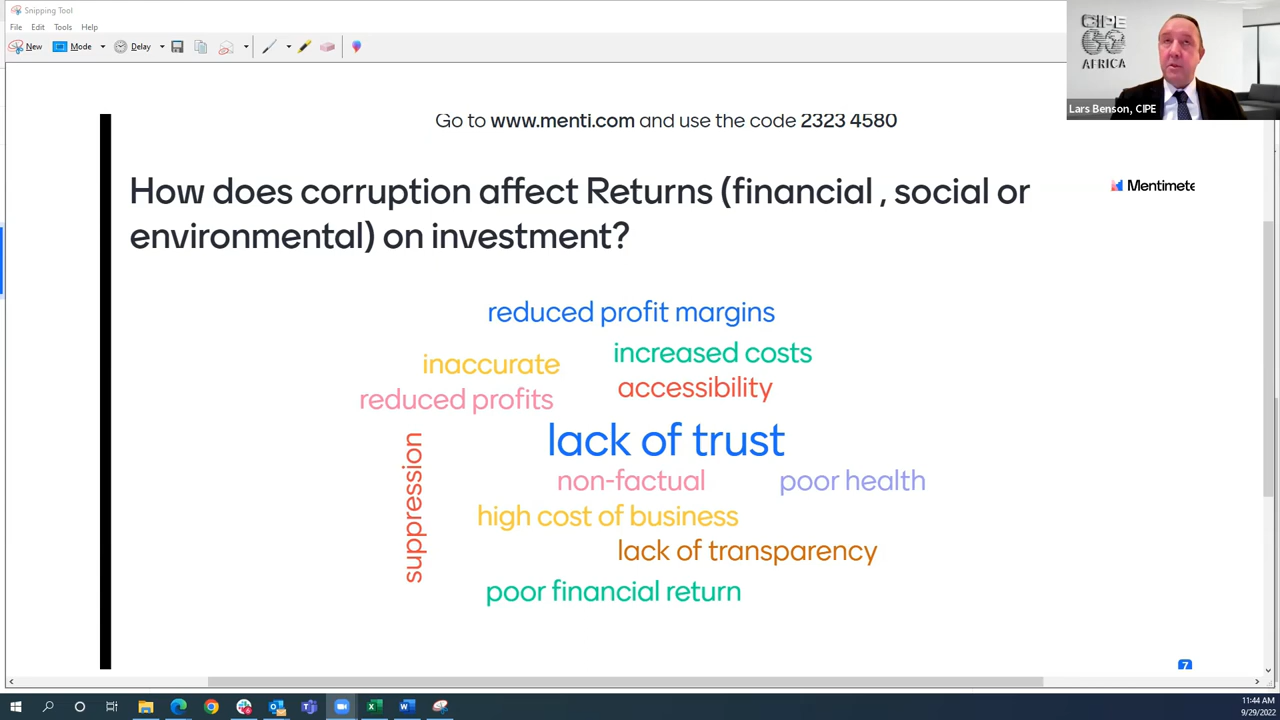 Snipping Tool
File Edit Tools Help
New Mode Delay
CIPE
AFRICA
Lars Benson, CIPE
Go to www.menti.com and use the code 2323 4580
How does corruption affect Returns (financial , social or
environmental) on investment?
Mentimete
reduced profit margins
increased costs
inaccurate
accessibility
reduced profits
lack of trust
suppression
non-factual
poor health
high cost of business
lack of transparency
poor financial return
7
11:44 AM
9/29/2022